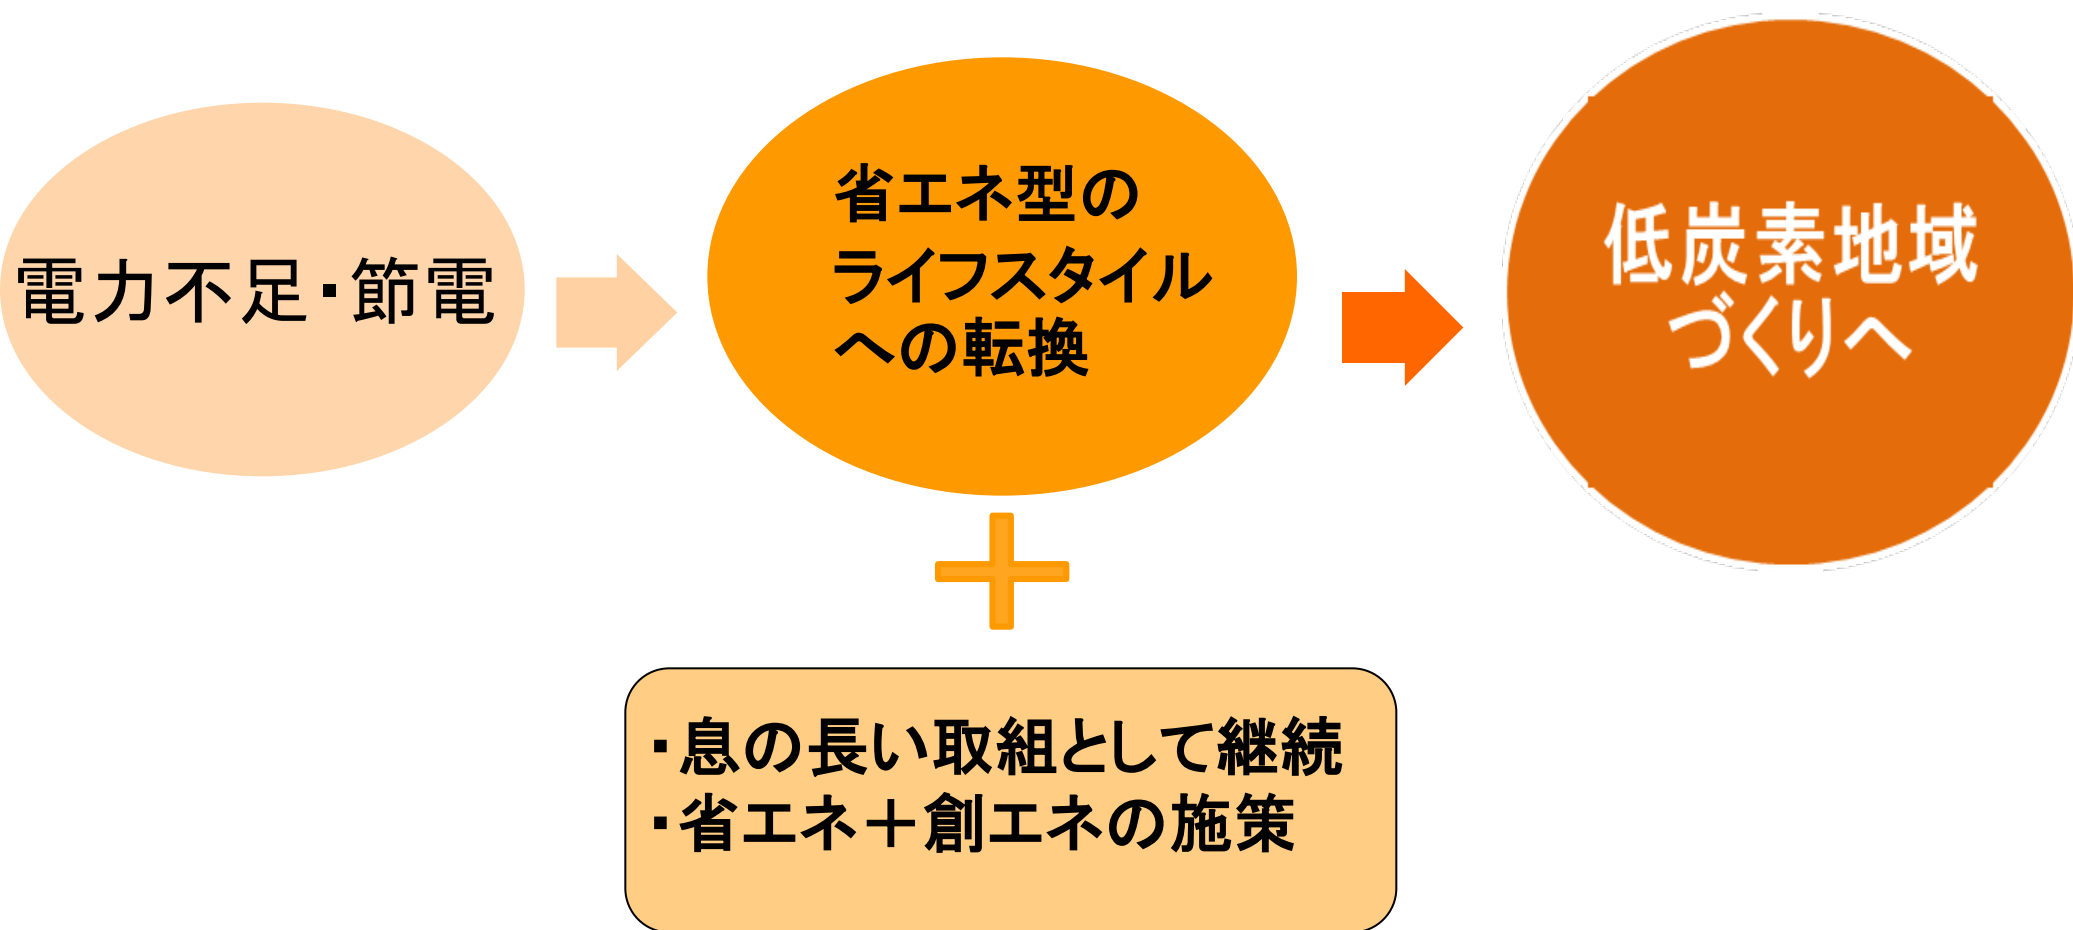 電力不足・節電
省エネ型の
ライフスタイル
への転換
低炭素地域
づくりへ
・息の長い取組として継続
・省エネ＋創エネの施策